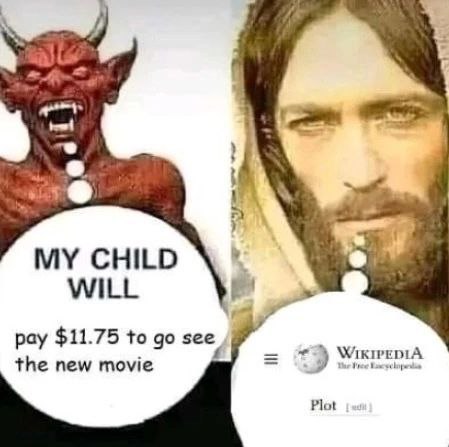 MY CHILD
WILL
pay $11.75 to go see
the new movie
WIKIPEDIA
The Free Encyclopedia
Plot [edit]